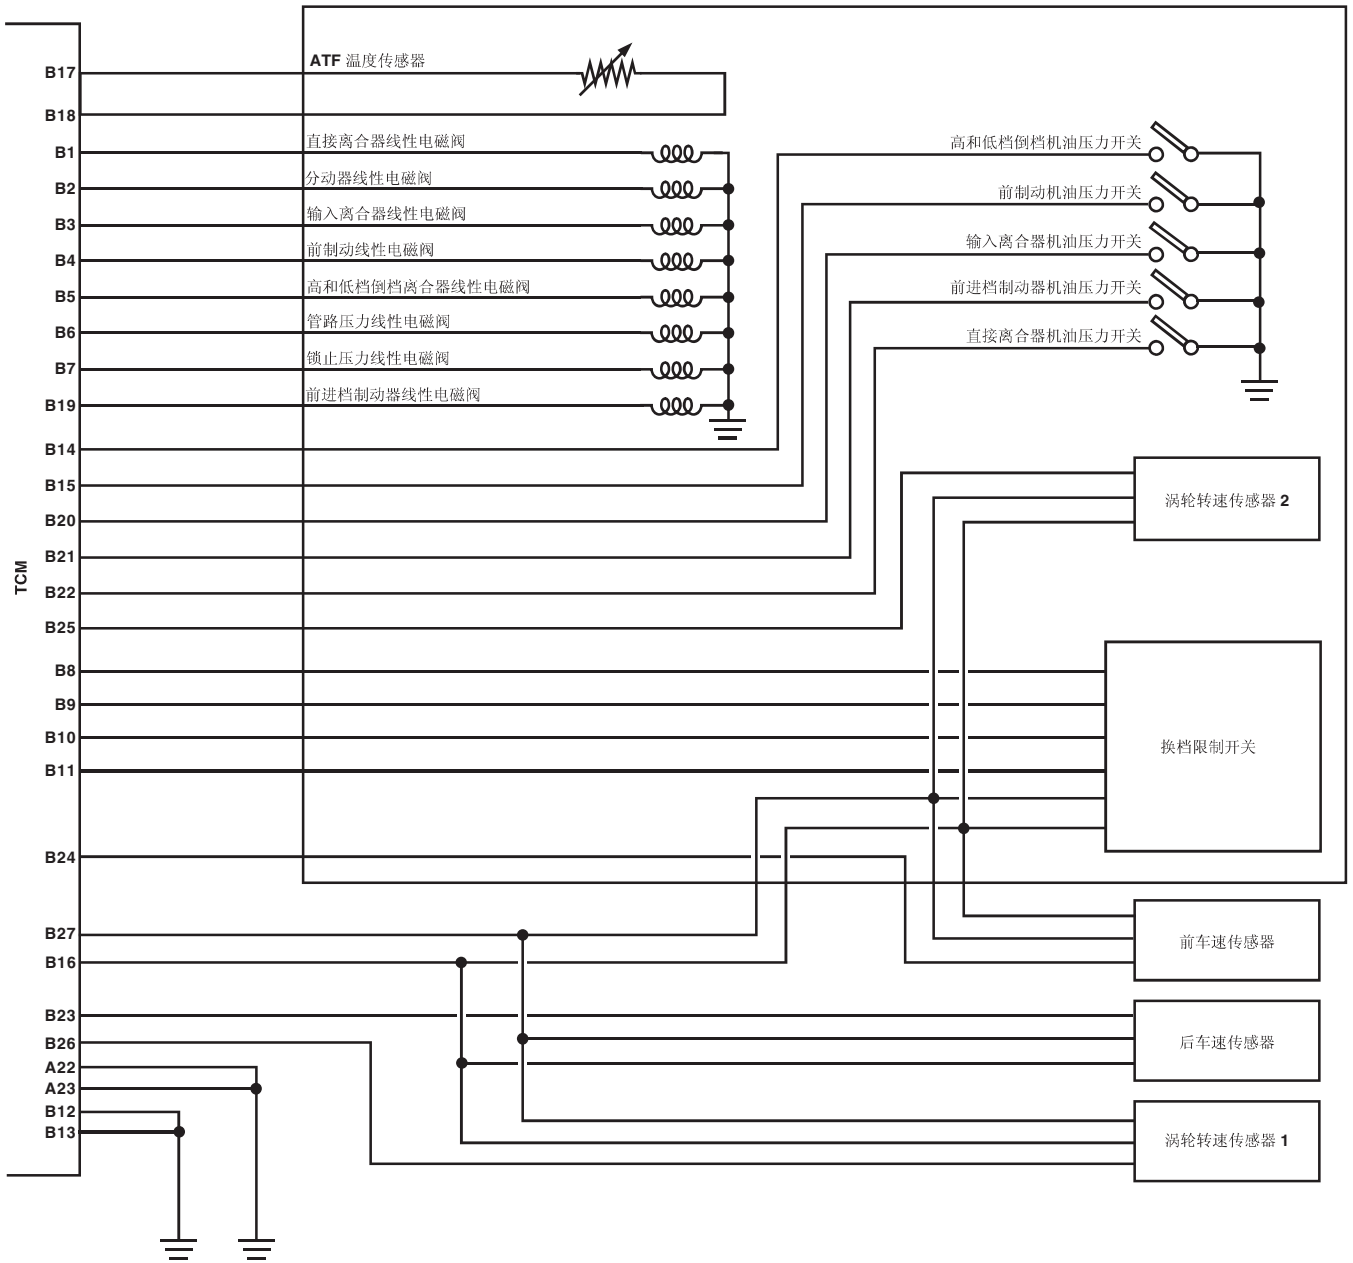 B17
ATF 温度传感器
B18
B1
直接离合器线性电磁阀
高和低档倒档机油压力开关
B2
分动器线性电磁阀
前制动机油压力开关
B3
输入离合器线性电磁阀
输入离合器机油压力开关
B4
前制动线性电磁阀
B5
高和低档倒档离合器线性电磁阀
前进档制动器机油压力开关
B6
管路压力线性电磁阀
直接离合器机油压力开关
B7
锁止压力线性电磁阀
B19
前进档制动器线性电磁阀
B14
B15
涡轮转速传感器 2
B20
B21
TCM
B22
B25
B8
B9
B10
换档限制开关
B11
B24
B27
前车速传感器
B16
B23
B26
后车速传感器
A22
A23
B12
B13
涡轮转速传感器 1